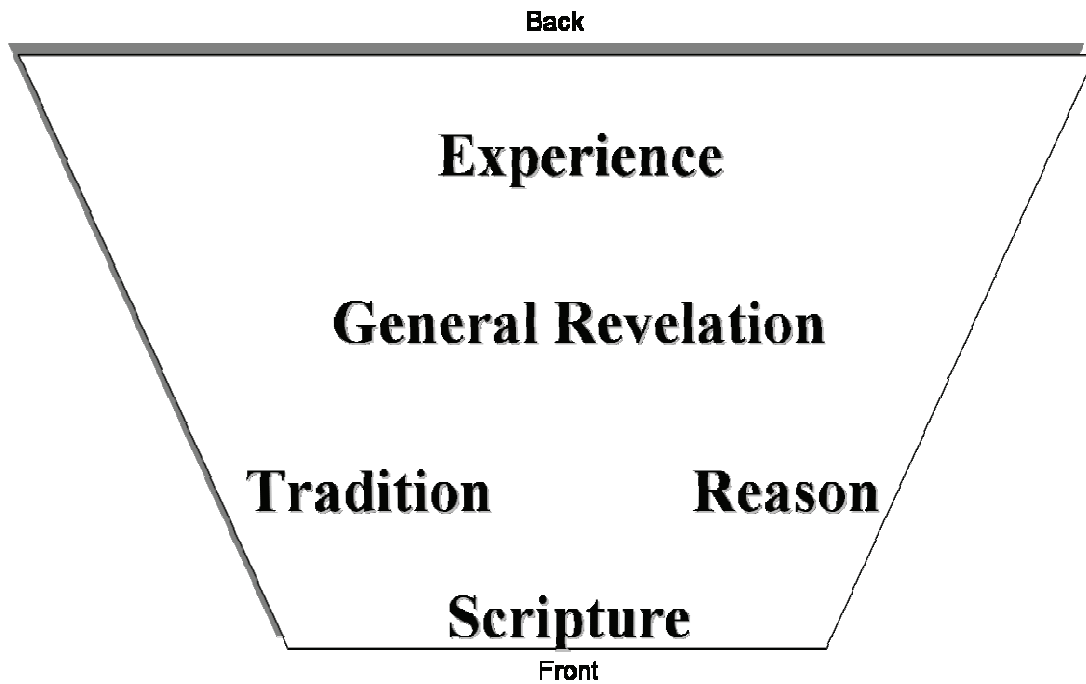 Back
Experience
General Revelation
Tradition Reason
Scripture
Front